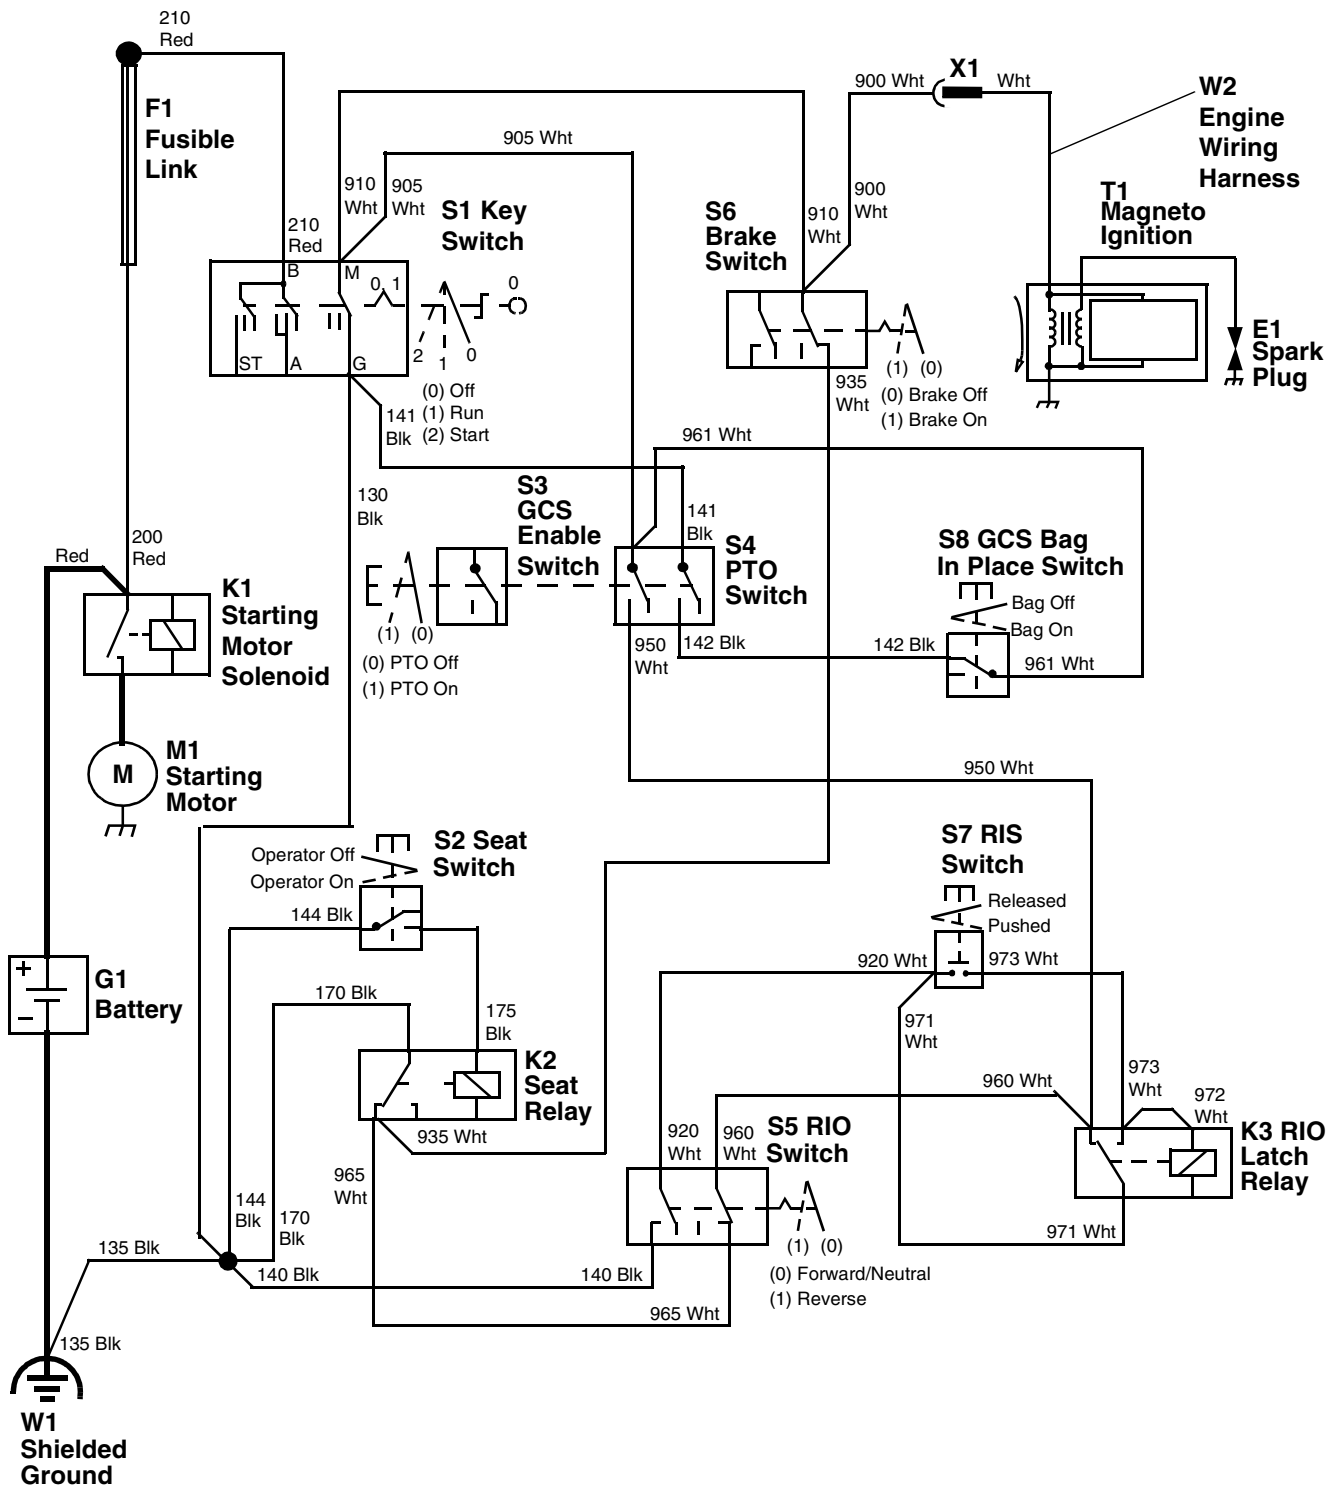 210
Red
F1
Fusible
Link
905 Wht
910
Wht
905
Wht
S1 Key
Switch
210
Red
B
M
0
1
0
ST
A
G
2
1
0
(0) Off
(1) Run
(2) Start
141
Blk
900 Wht
X1
Wht
W2
Engine
Wiring
Harness
900
Wht
S6
Brake
Switch
910
Wht
T1
Magneto
Ignition
E1
Spark
Plug
(1) (0)
935
Wht
(0) Brake Off
(1) Brake On
961 Wht
130
Blk
S3
GCS
Enable
Switch
141
Blk
S4
PTO
Switch
(1) (0)
(0) PTO Off
(1) PTO On
950
Wht
142 Blk
S8 GCS Bag
In Place Switch
Bag Off
Bag On
142 Blk
961 Wht
Red
200
Red
K1
Starting
Motor
Solenoid
M
M1
Starting
Motor
950 Wht
S2 Seat
Switch
Operator Off
Operator On
144 Blk
S7 RIS
Switch
Released
Pushed
920 Wht
973 Wht
+
–
G1
Battery
170 Blk
175
Blk
K2
Seat
Relay
971
Wht
960 Wht
973
Wht
972
Wht
935 Wht
965
Wht
920
Wht
960
Wht
S5 RIO
Switch
K3 RIO
Latch
Relay
144
Blk
170
Blk
971 Wht
(1) (0)
(0) Forward/Neutral
(1) Reverse
135 Blk
140 Blk
140 Blk
965 Wht
135 Blk
W1
Shielded
Ground